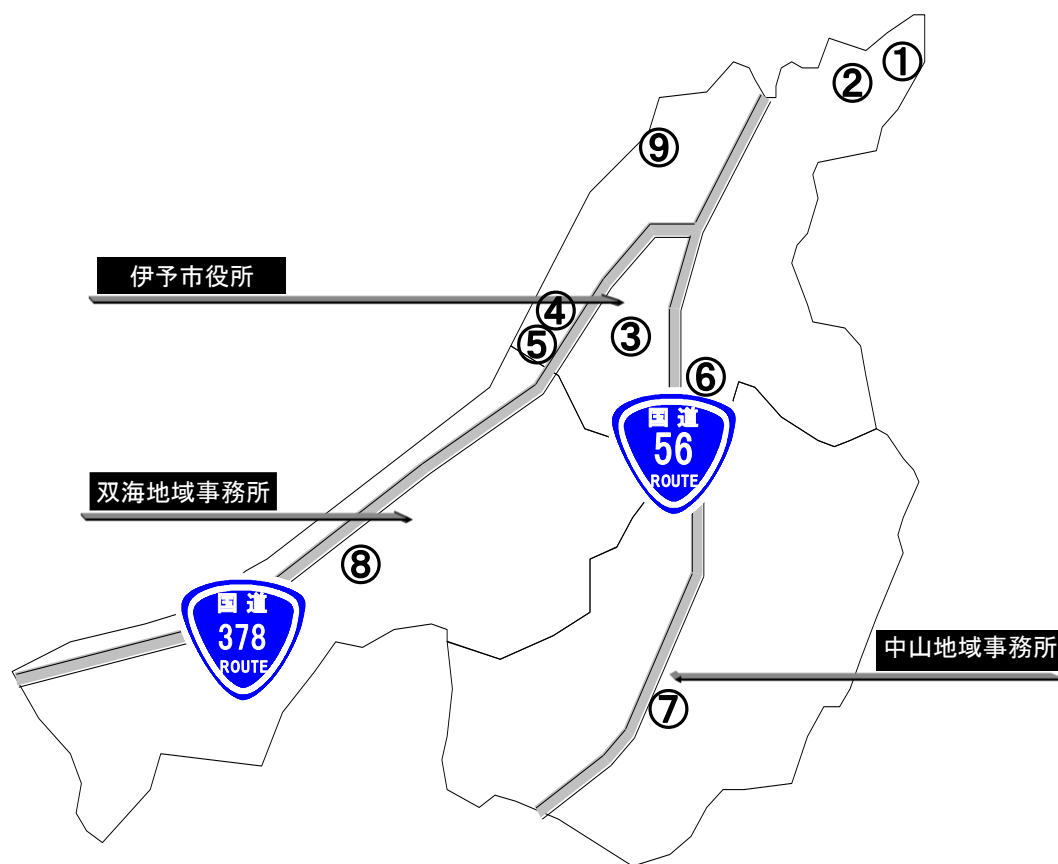 ①
②
⑨
伊予市役所
④
③
⑤
⑥
国道
56
ROUTE
双海地域事務所
⑧
国道
378
ROUTE
中山地域事務所
⑦